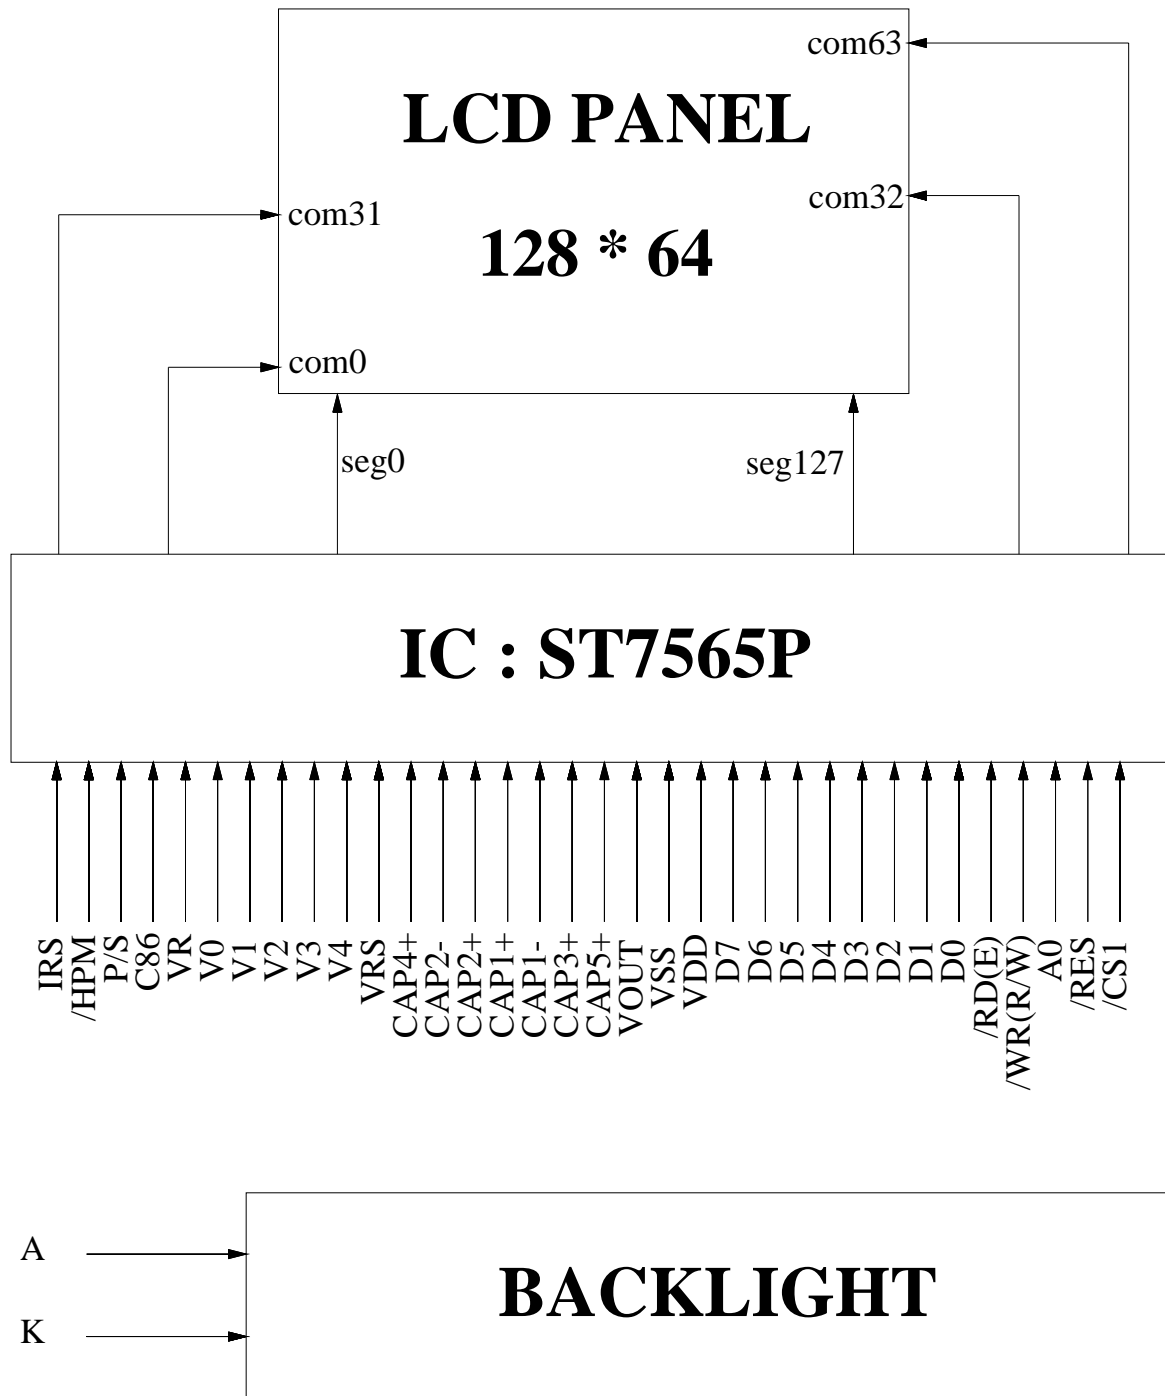 com63
LCD PANEL
com32
com31
128 * 64
com0
seg0
seg127
IC : ST7565P
IRS
/HPM
P/S
C86
VR
V0
V1
V2
V3
V4
VRS
CAP4+
CAP2-
CAP2+
CAP1+
CAP1-
CAP3+
CAP5+
VOUT
VSS
VDD
D7
D6
D5
D4
D3
D2
D1
D0
/RD(E)
/WR(R/W)
A0
/RES
/CS1
A
BACKLIGHT
K